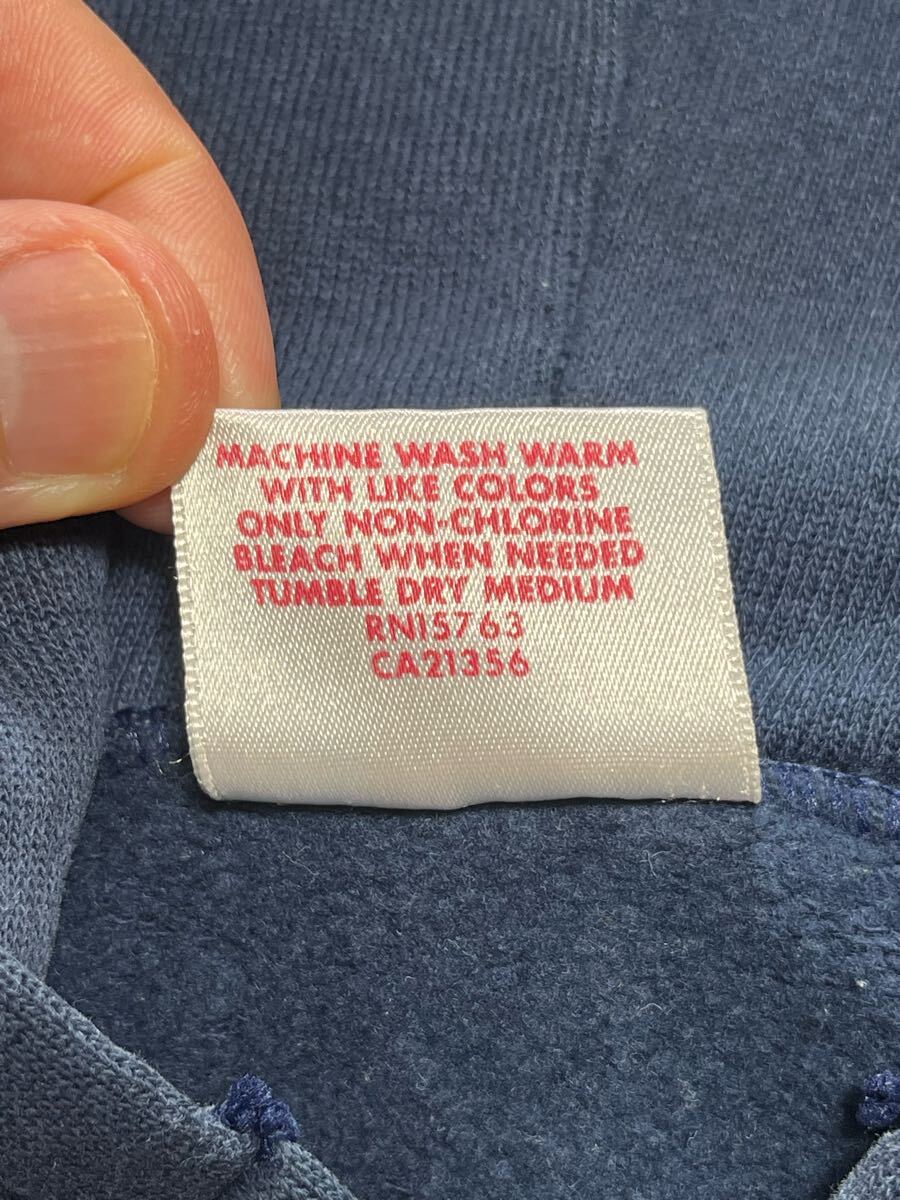 MACHINE WASH WARM
WITH LIKE COLORS
ONLY NON-CHLORINE
BLEACH WHEN NEEDED
TUMBLE DRY MEDIUM
RN15763
CA21356